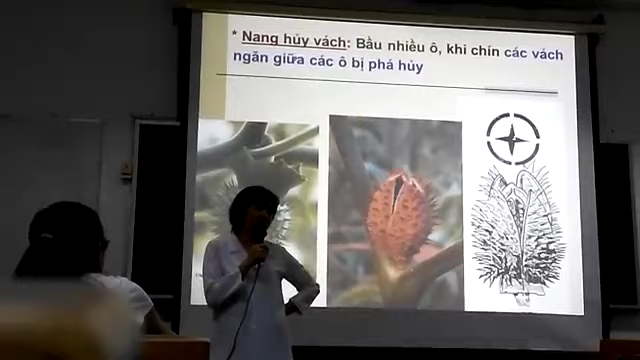 * Nang hủy vách: Bầu nhiều ô, khi chín các vách
ngăn giữa các ô bị phá hủy